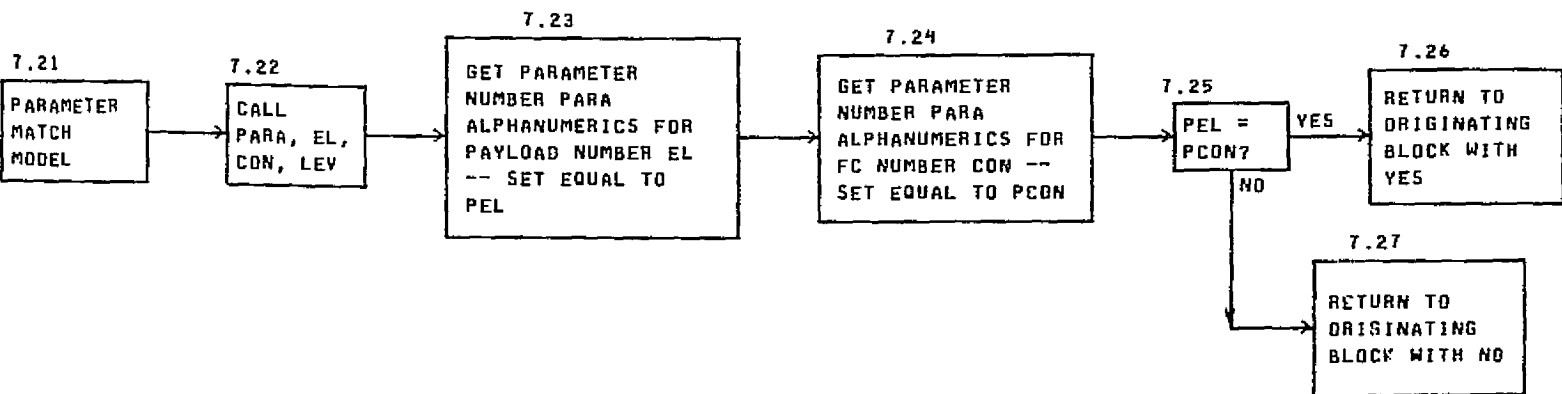 7.21
PARAMETER
MATCH
MODEL
7.22
CALL
PARA, EL,
CON, LEV
7.23
GET PARAMETER
NUMBER PARA
ALPHANUMERICS FOR
PAYLOAD NUMBER EL
-- SET EQUAL TO
PEL
7.24
GET PARAMETER
NUMBER PARA
ALPHANUMERICS FOR
FC NUMBER CON --
SET EQUAL TO PCON
7.25
PEL =
PCON?
YES
NO
7.26
RETURN TO
ORIGINATING
BLOCK WITH
YES
7.27
RETURN TO
ORISINATING
BLOCK WITH NO